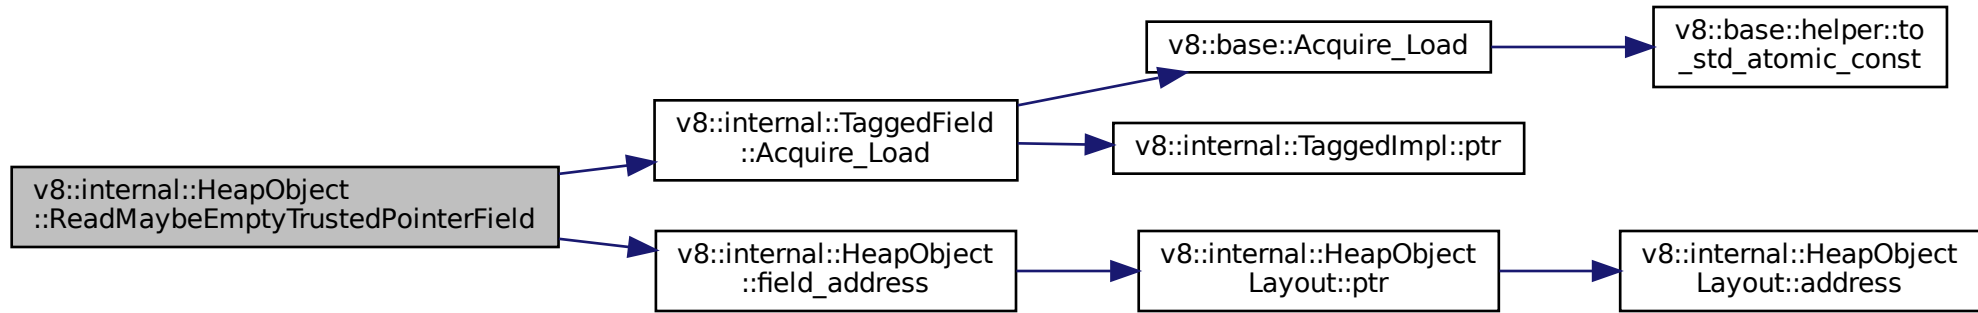 v8::internal::HeapObject
::ReadMaybeEmptyTrustedPointerField
v8::internal::TaggedField
::Acquire_Load
v8::base::Acquire_Load
v8::base::helper::to
_std_atomic_const
v8::internal::TaggedImpl::ptr
v8::internal::HeapObject
::field_address
v8::internal::HeapObject
Layout::ptr
v8::internal::HeapObject
Layout::address